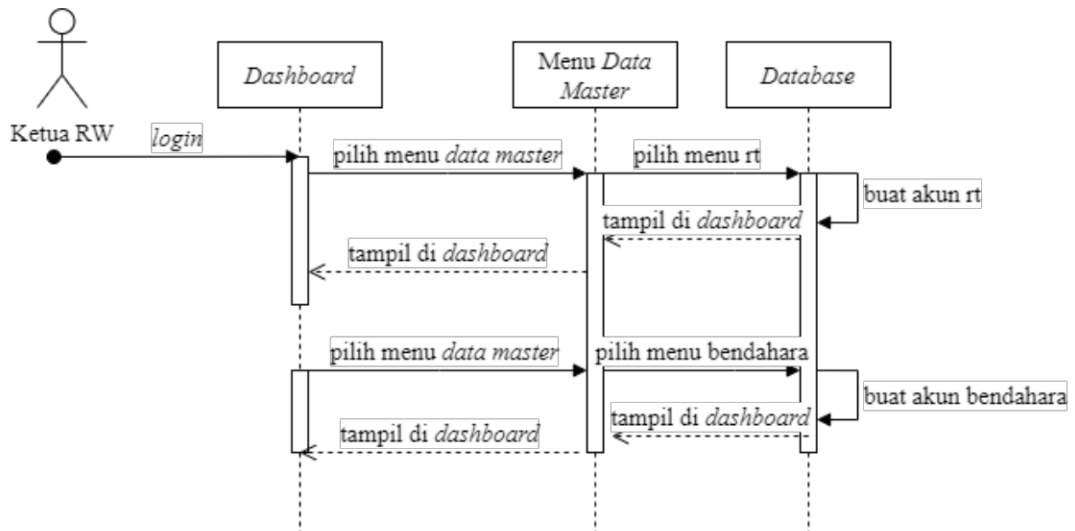 Dashboard
Menu Data
Master
Database
Ketua RW
login
pilih menu data master
pilih menu rt
buat akun rt
tampil di dashboard
tampil di dashboard
pilih menu data master
pilih menu bendahara
buat akun bendahara
tampil di dashboard
tampil di dashboard